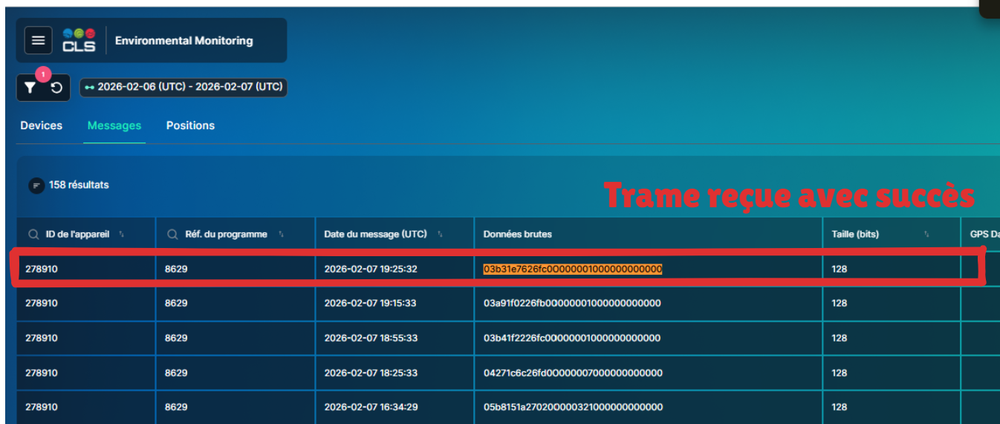 CLS
Environmental Monitoring
1
2026-02-06 (UTC) - 2026-02-07 (UTC)
Devices Messages Positions
158 résultats
Trame reçue avec succès
ID de l'appareil Réf. du programme Date du message (UTC) Données brutes Taille (bits) GPS Da
278910 8629 2026-02-07 19:25:32 03b31e7626fc00000001000000000000 128
278910 8629 2026-02-07 19:15:33 03a91f0226fb00000001000000000000 128
278910 8629 2026-02-07 18:55:33 03b41f2226fc00000001000000000000 128
278910 8629 2026-02-07 18:25:33 04271c6c26fd00000007000000000000 128
278910 8629 2026-02-07 16:34:29 05b8151a270200000321000000000000 128